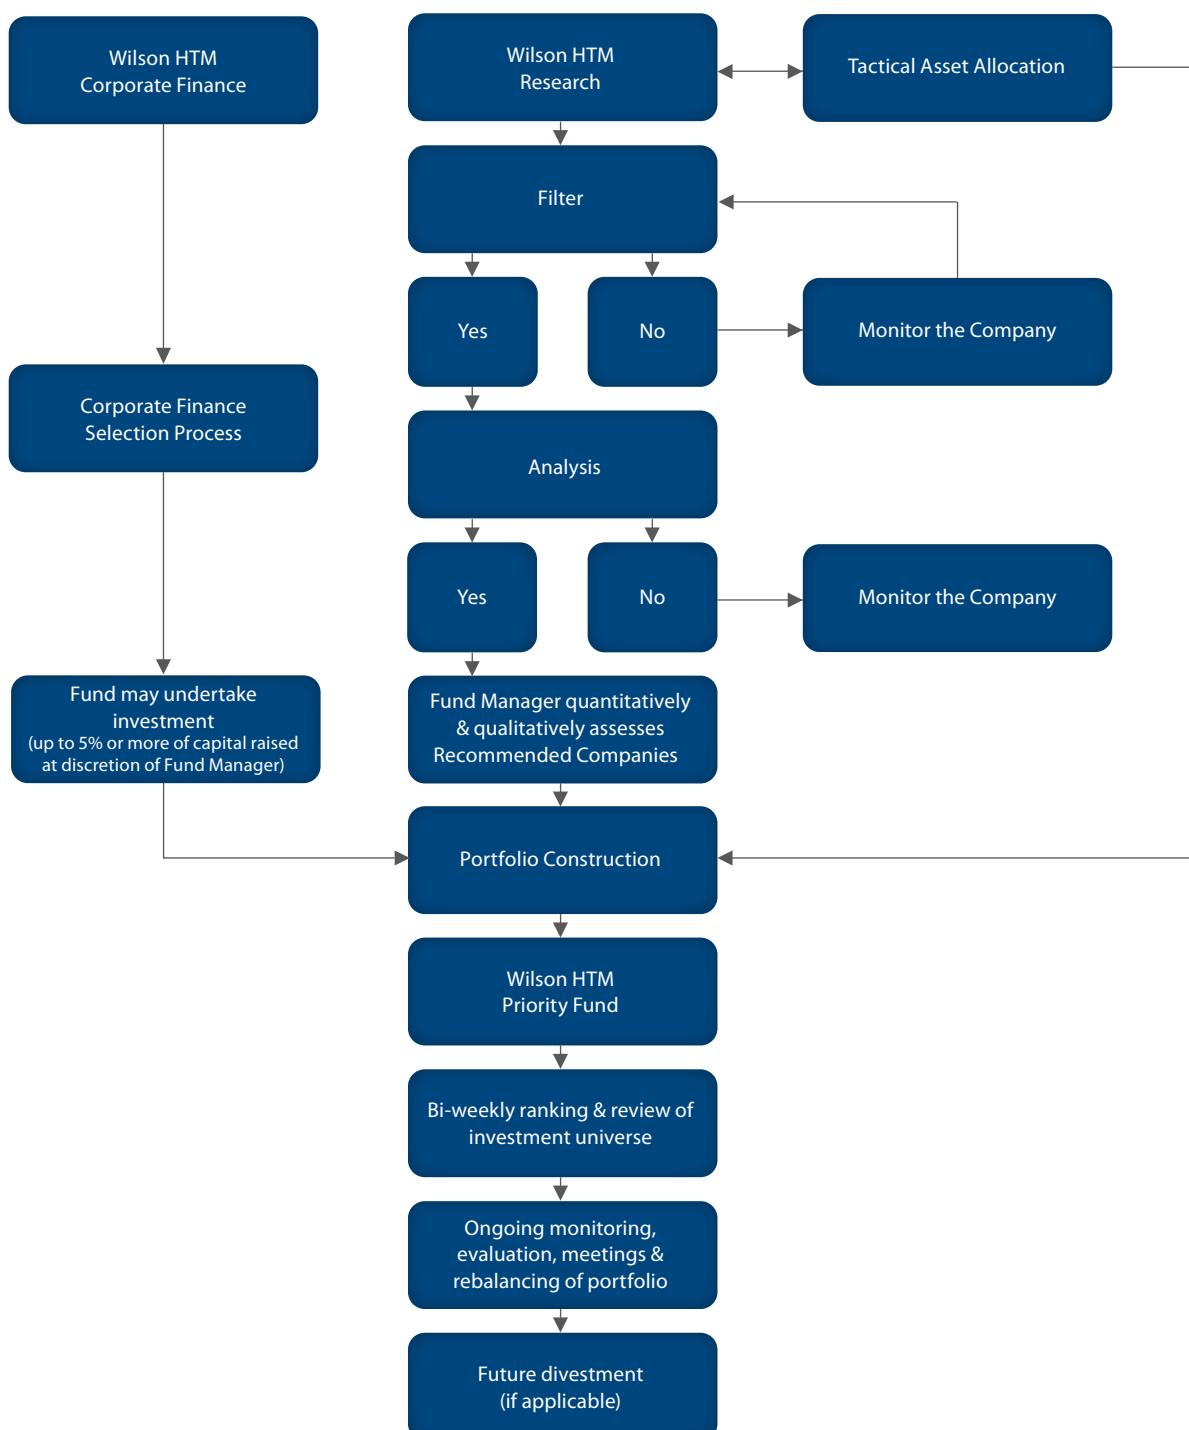 Wilson HTM
Corporate Finance
Wilson HTM
Research
Tactical Asset Allocation
Filter
Yes
No
Monitor the Company
Corporate Finance
Selection Process
Analysis
Yes
No
Monitor the Company
Fund may undertake
investment
(up to 5% or more of capital raised
at discretion of Fund Manager)
Fund Manager quantitatively
& qualitatively assesses
Recommended Companies
Portfolio Construction
Wilson HTM
Priority Fund
Bi-weekly ranking & review of
investment universe
Ongoing monitoring,
evaluation, meetings &
rebalancing of portfolio
Future divestment
(if applicable)